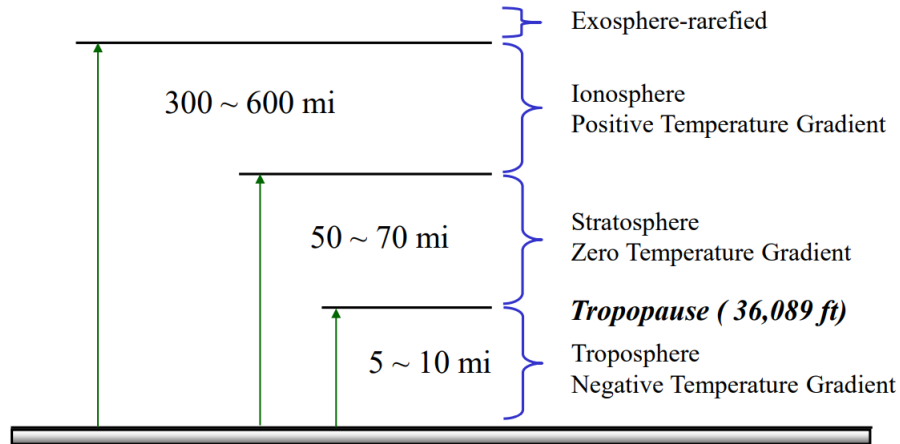 Exosphere-rarefied
300 ~ 600 mi
Ionosphere
Positive Temperature Gradient
50 ~ 70 mi
Stratosphere
Zero Temperature Gradient
Tropopause ( 36,089 ft)
5 ~ 10 mi
Troposphere
Negative Temperature Gradient